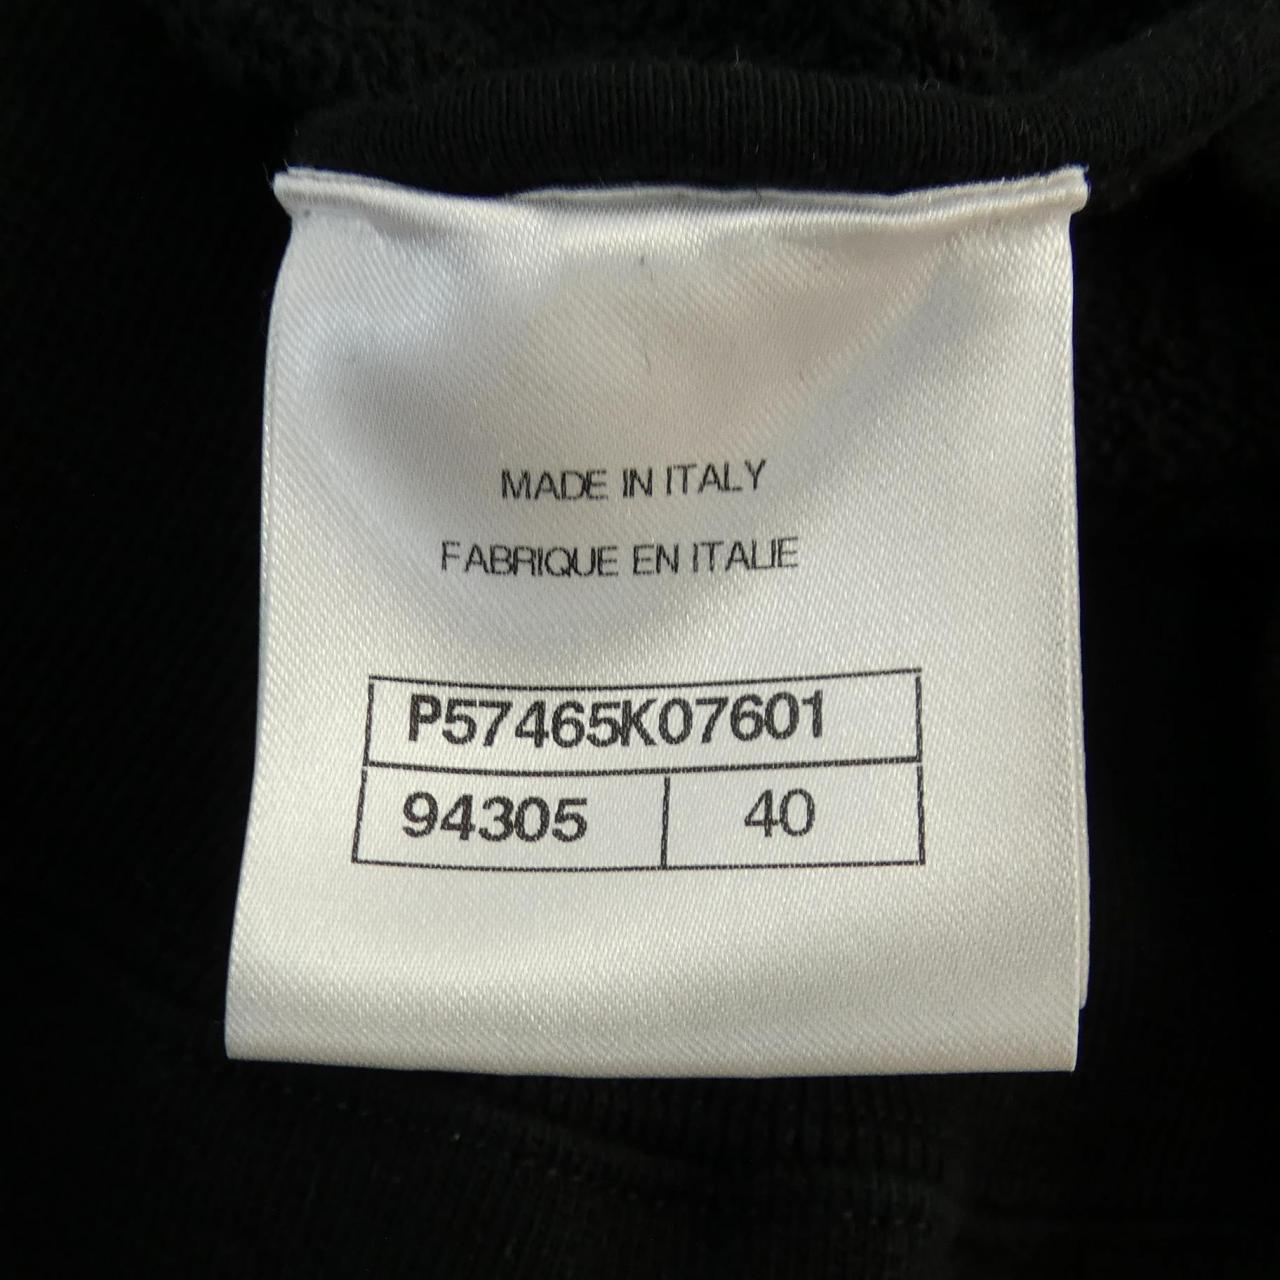 MADE IN ITALY
FABRIQUE EN ITALIE
P57465K07601
94305 40